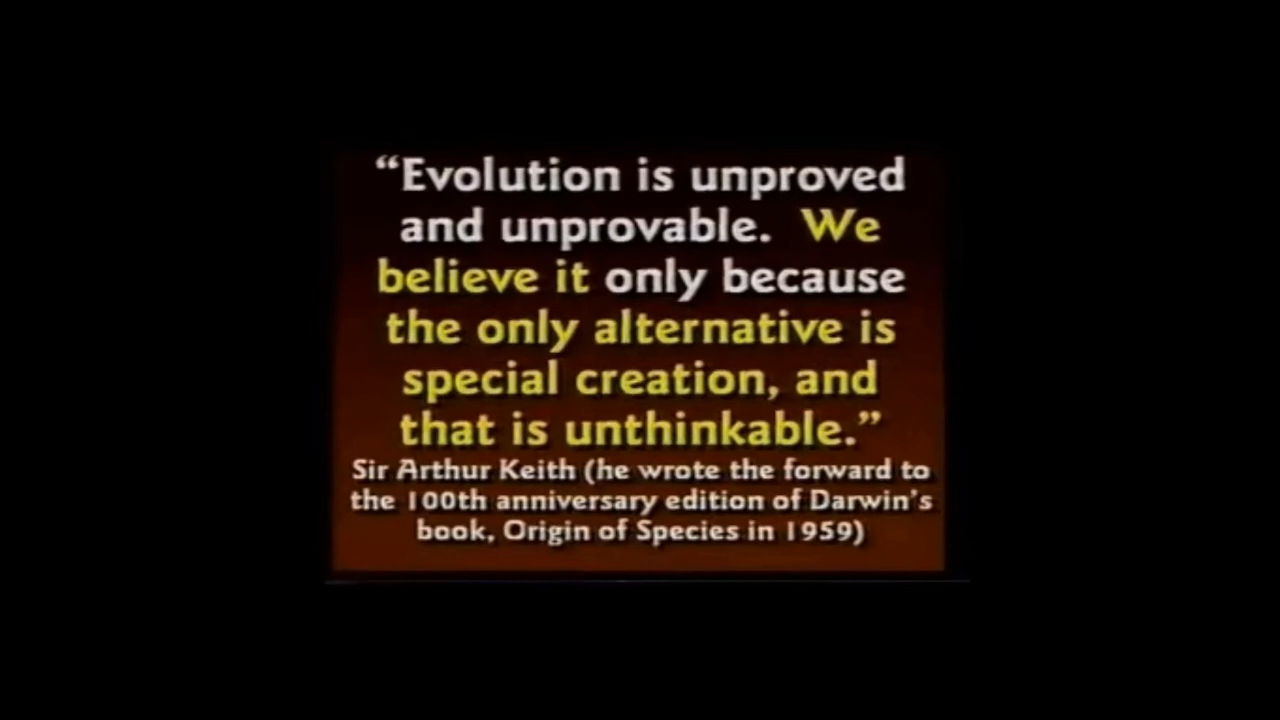 “Evolution is unproved
and unprovable.  We
believe it only because
the only alternative is
special creation, and
that is unthinkable.”
Sir Arthur Keith (he wrote the forward to
the 100th anniversary edition of Darwin’s
book, Origin of Species in 1959)